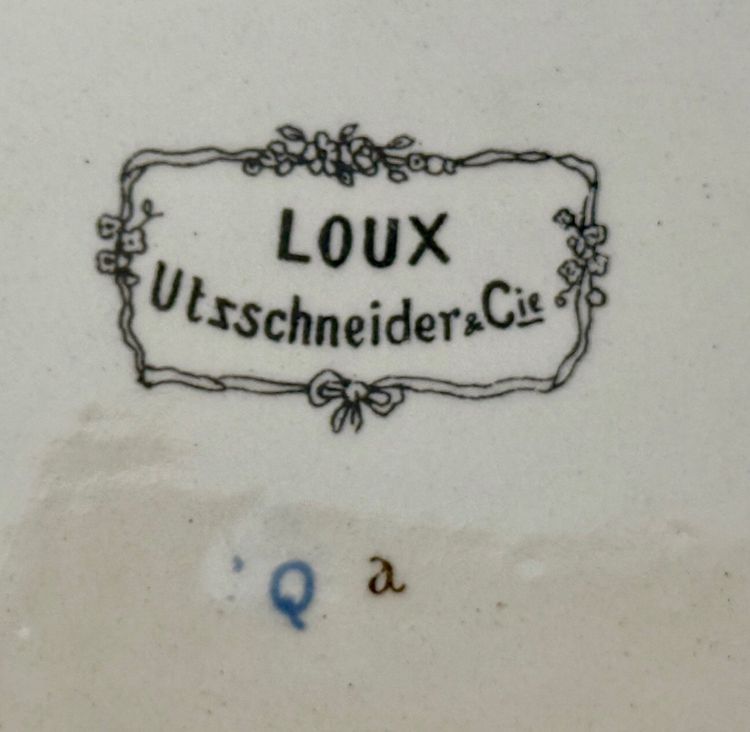 LOUX
Utzschneider & Cie
Q a